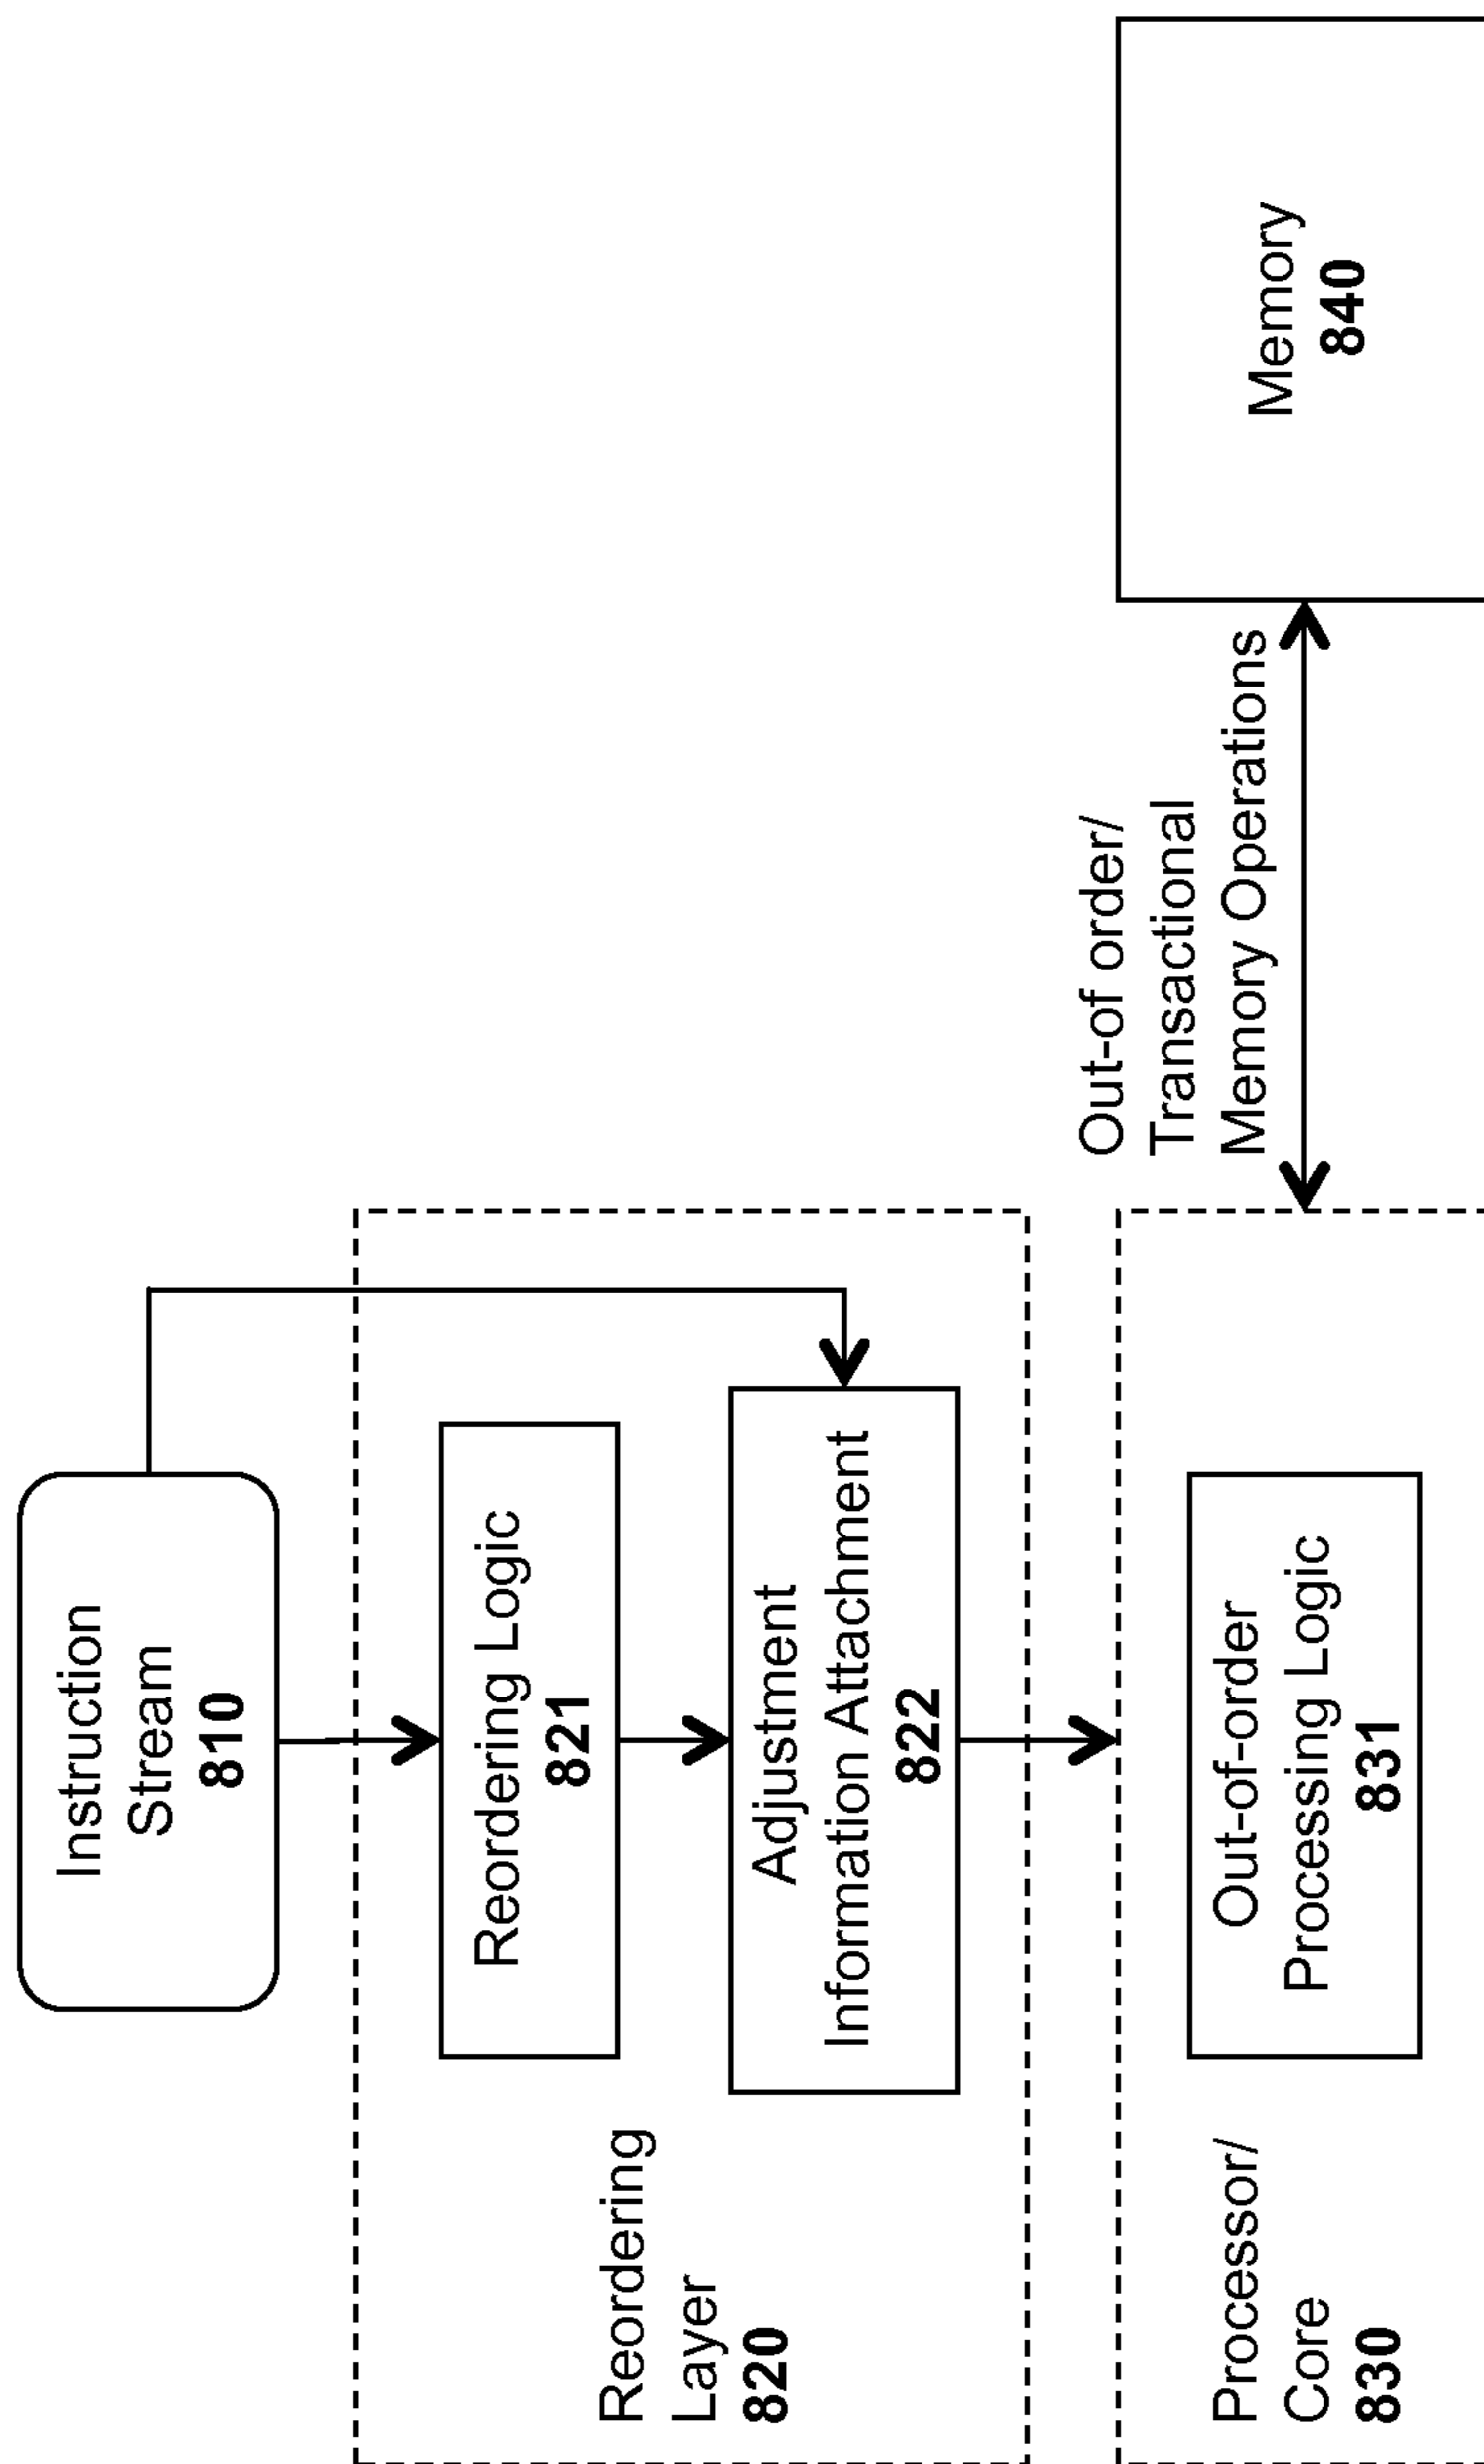 Instruction
Stream
810
Reordering
Layer
820
Reordering Logic
821
Adjustment
Information Attachment
822
Processor/
Core
830
Out-of-order
Processing Logic
831
Out-of order/
Transactional
Memory Operations
Memory
840